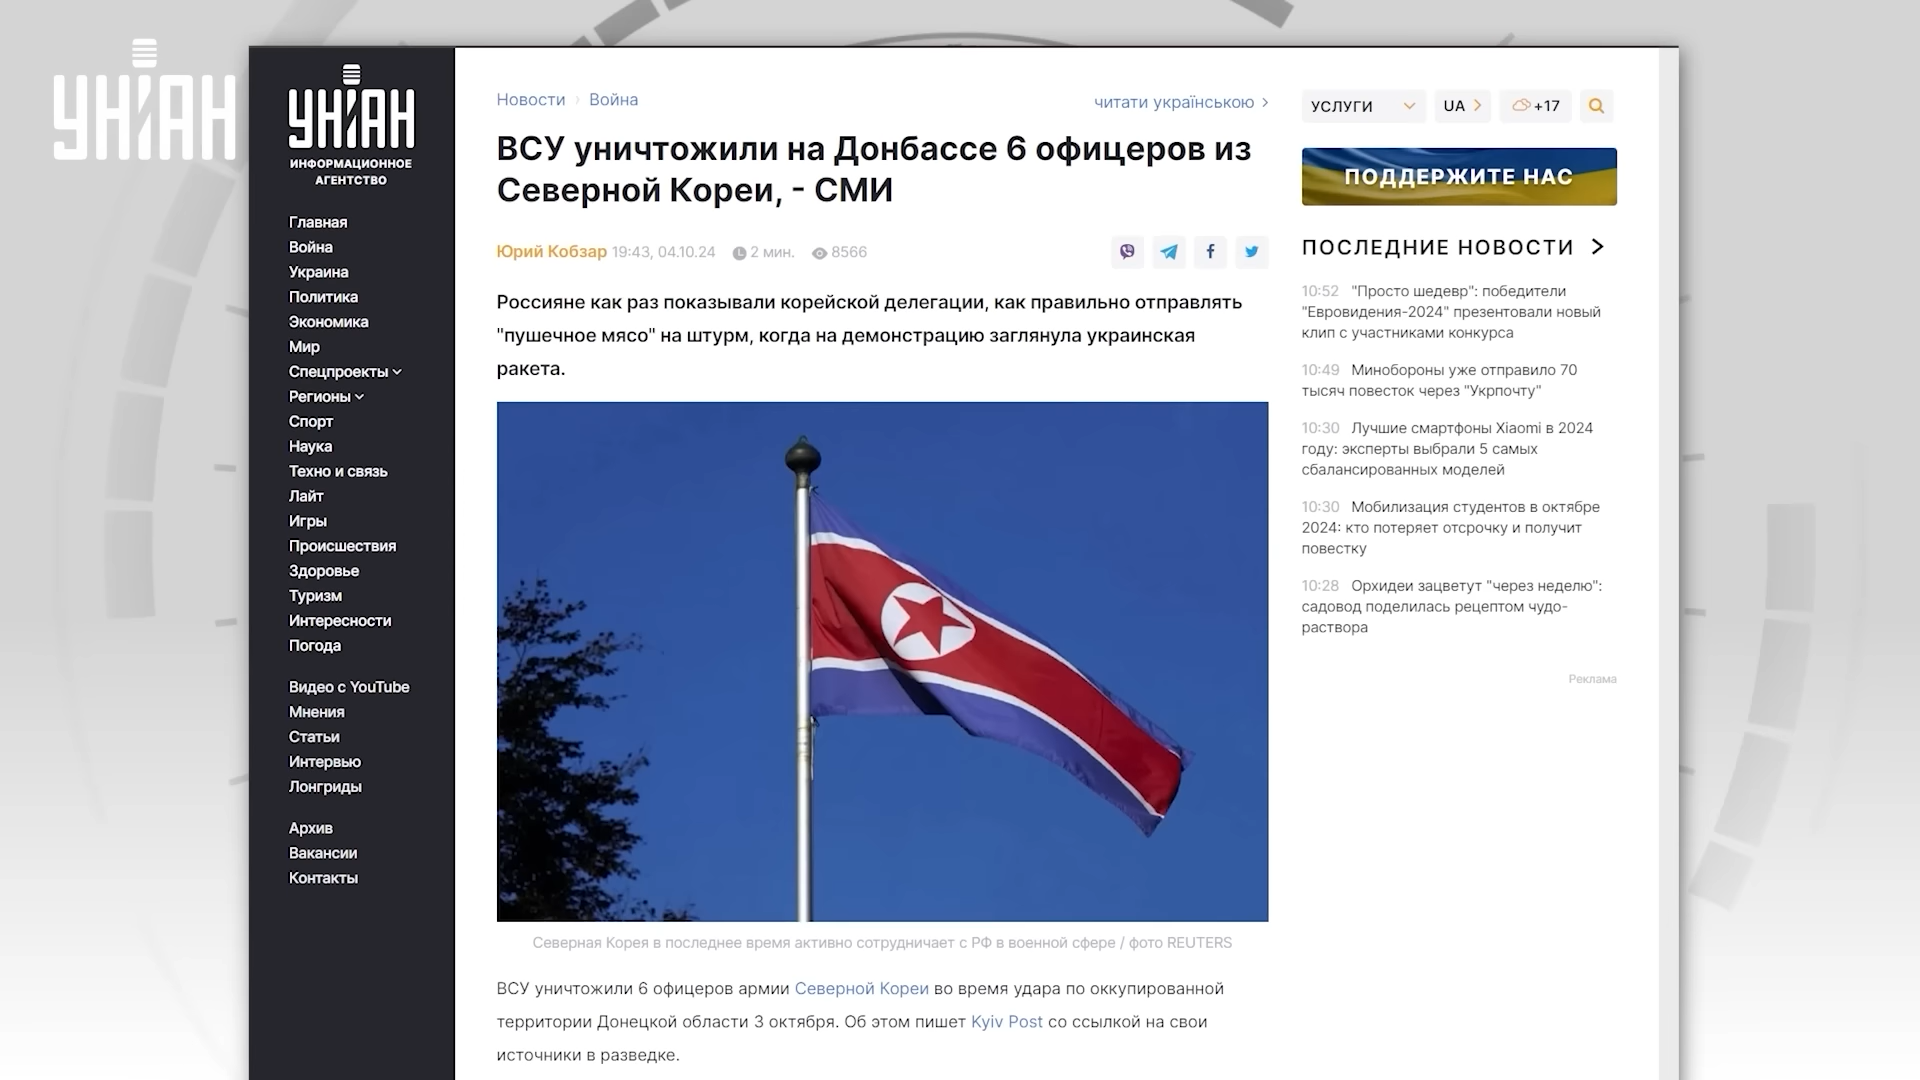 УНІАН
УНІАН
ИНФОРМАЦИОННОЕ
АГЕНТСТВО
Главная
Война
Украина
Политика
Экономика
Мир
Спецпроекты
Регионы
Спорт
Наука
Техно и связь
Лайт
Игры
Происшествия
Здоровье
Туризм
Интересности
Погода
Видео с YouTube
Мнения
Статьи
Интервью
Лонгриды
Архив
Вакансии
Контакты
Новости › Война
читати українською
ВСУ уничтожили на Донбассе 6 офицеров из
Северной Кореи, - СМИ
Юрий Кобзар 19:43, 04.10.24 2 мин. 8566
Россияне как раз показывали корейской делегации, как правильно отправлять
"пушечное мясо" на штурм, когда на демонстрацию заглянула украинская
ракета.
Северная Корея в последнее время активно сотрудничает с РФ в военной сфере / фото REUTERS
ВСУ уничтожили 6 офицеров армии Северной Кореи во время удара по оккупированной
территории Донецкой области 3 октября. Об этом пишет Kyiv Post со ссылкой на свои
источники в разведке.
УСЛУГИ UA +17
ПОДДЕРЖИТЕ НАС
ПОСЛЕДНИЕ НОВОСТИ
10:52 "Просто шедевр": победители
"Евровидения-2024" презентовали новый
клип с участниками конкурса
10:49 Минобороны уже отправило 70
тысяч повесток через "Укрпочту"
10:30 Лучшие смартфоны Xiaomi в 2024
году: эксперты выбрали 5 самых
сбалансированных моделей
10:30 Мобилизация студентов в октябре
2024: кто потеряет отсрочку и получит
повестку
10:28 Орхидеи зацветут "через неделю":
садовод поделилась рецептом чудо-
раствора
Реклама